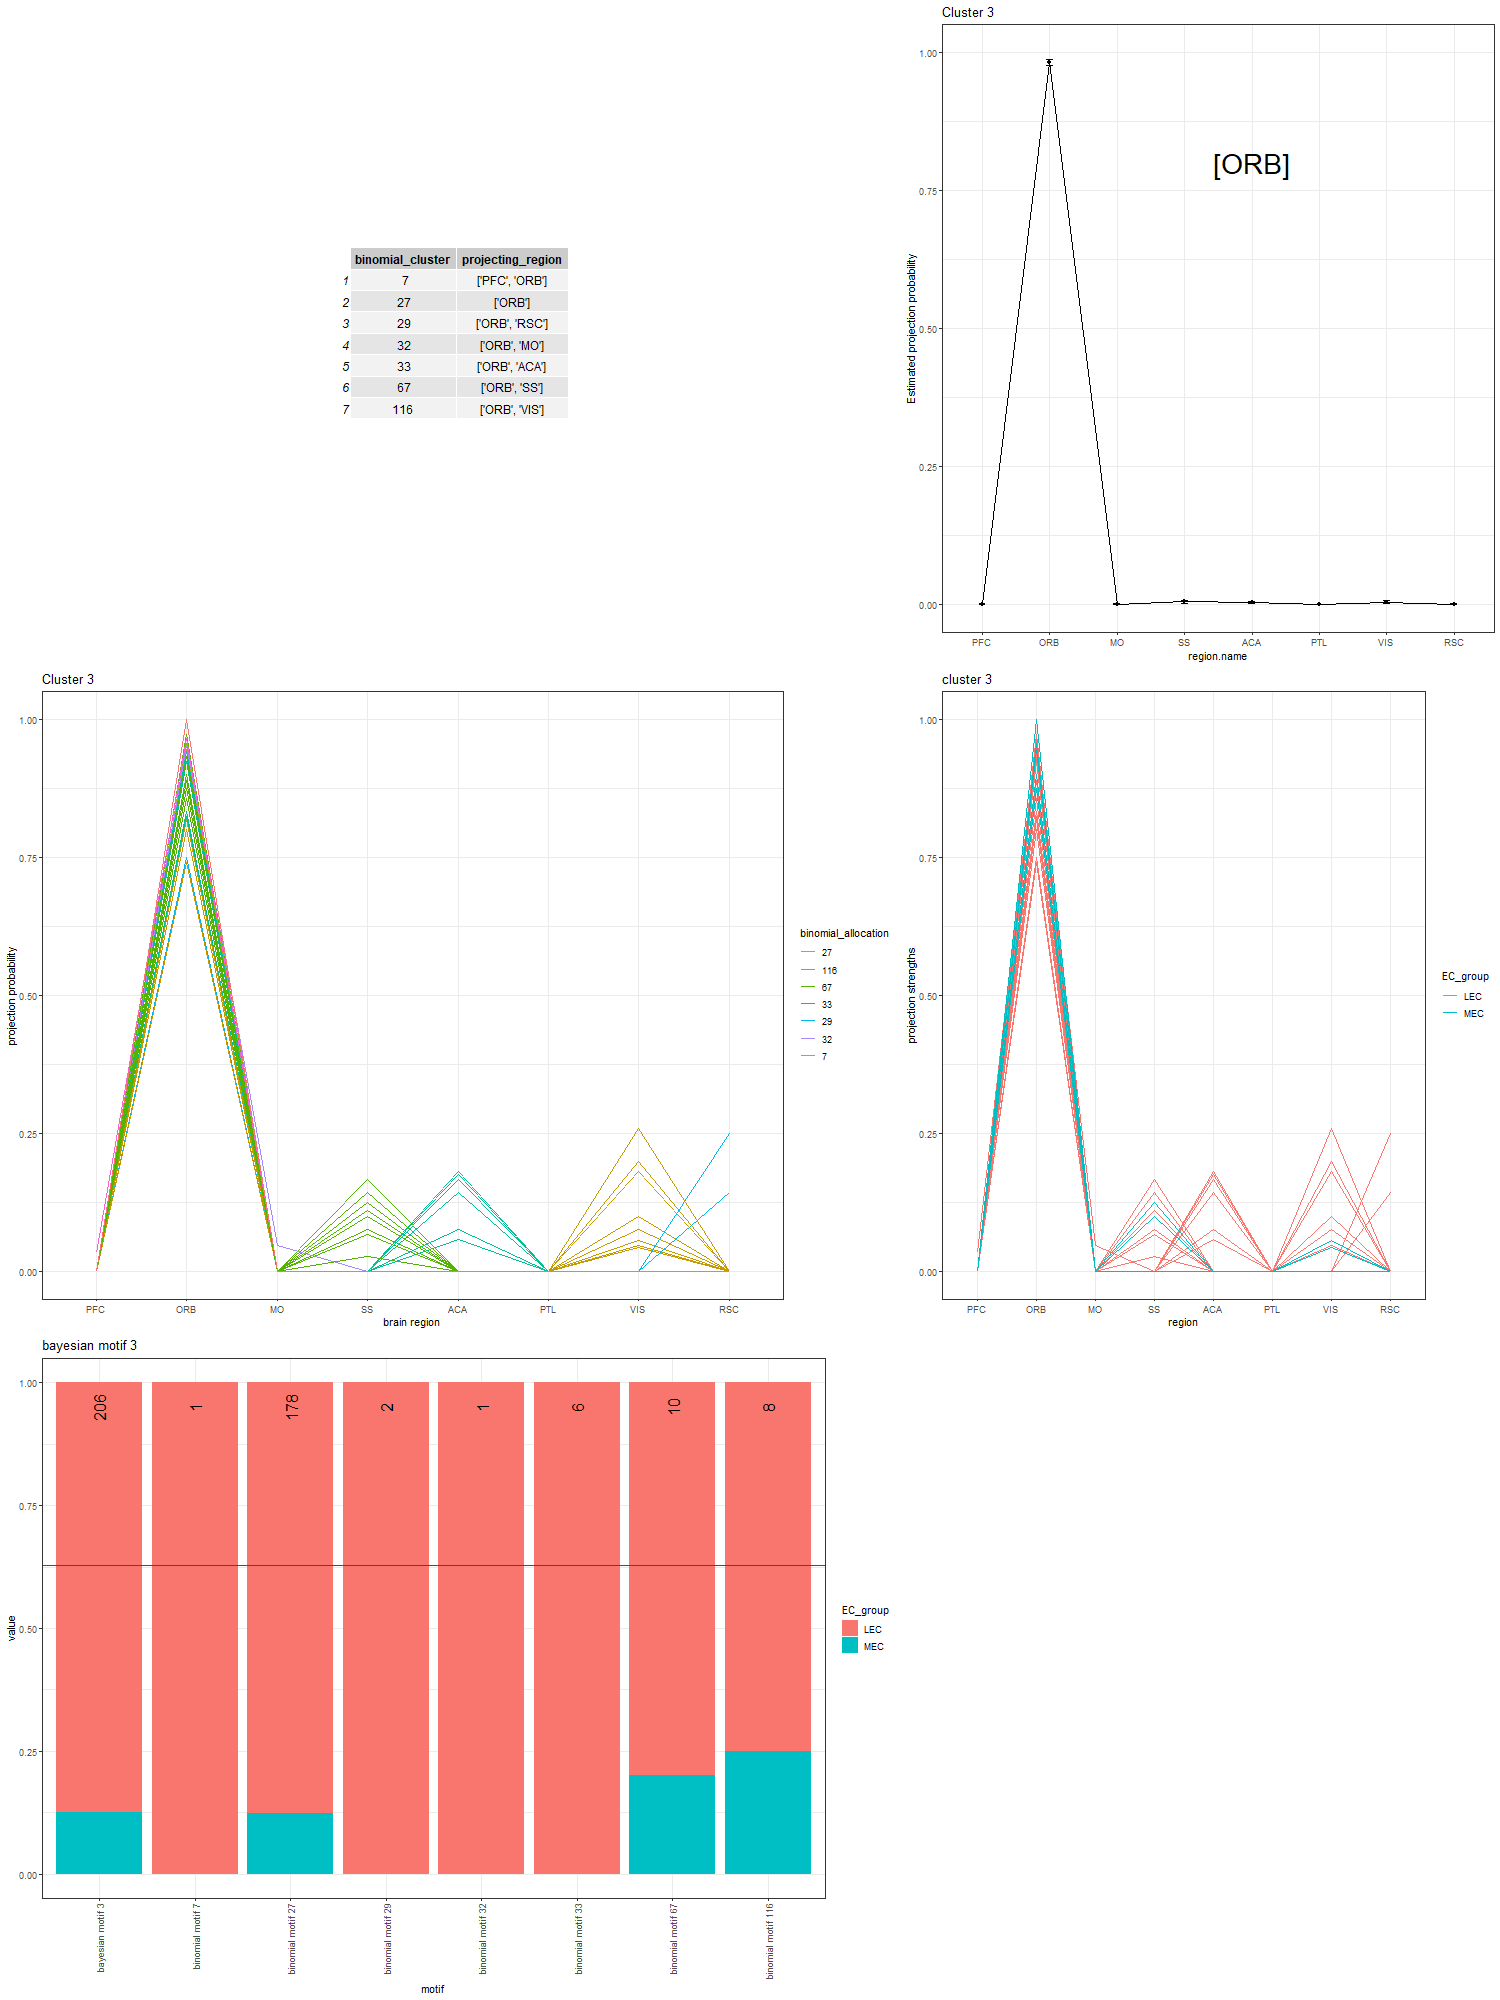 binomial_cluster projecting_region
1 7 ['PFC', 'ORB']
2 27 ['ORB']
3 29 ['ORB', 'RSC']
4 32 ['ORB', 'MO']
5 33 ['ORB', 'ACA']
6 67 ['ORB', 'SS']
7 116 ['ORB', 'VIS']
Cluster 3
Estimated projection probability
1.00
0.75
0.50
0.25
0.00
[ORB]
PFC ORB MO SS ACA PTL VIS RSC
region.name
Cluster 3
projection probability
1.00
0.75
0.50
0.25
0.00
PFC ORB MO SS ACA PTL VIS RSC
brain region
binomial_allocation
27
116
67
33
29
32
7
cluster 3
projection strengths
1.00
0.75
0.50
0.25
0.00
PFC ORB MO SS ACA PTL VIS RSC
region
EC_group
LEC
MEC
bayesian motif 3
value
1.00
0.75
0.50
0.25
0.00
206 1 178 2 1 6 10 8
bayesian motif 3
binomial motif 7
binomial motif 27
binomial motif 29
binomial motif 32
binomial motif 33
binomial motif 67
binomial motif 116
motif
EC_group
LEC
MEC